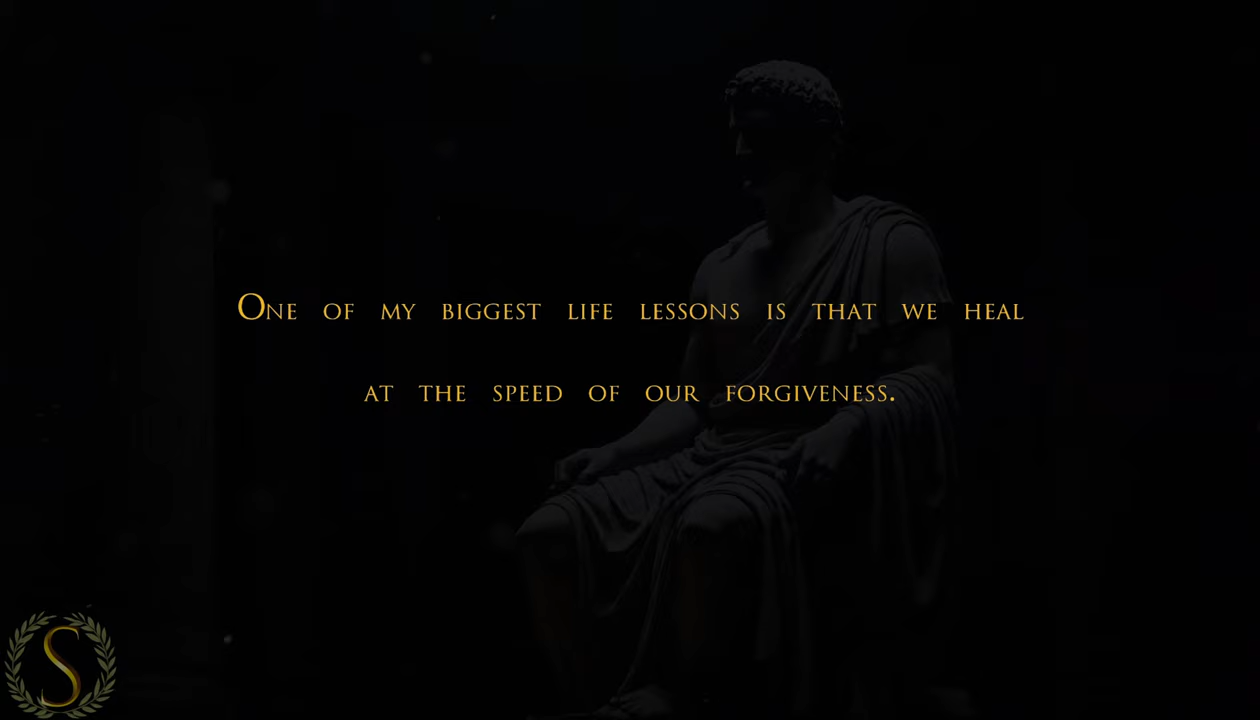 One of my biggest life lessons is that we heal
at the speed of our forgiveness.
S